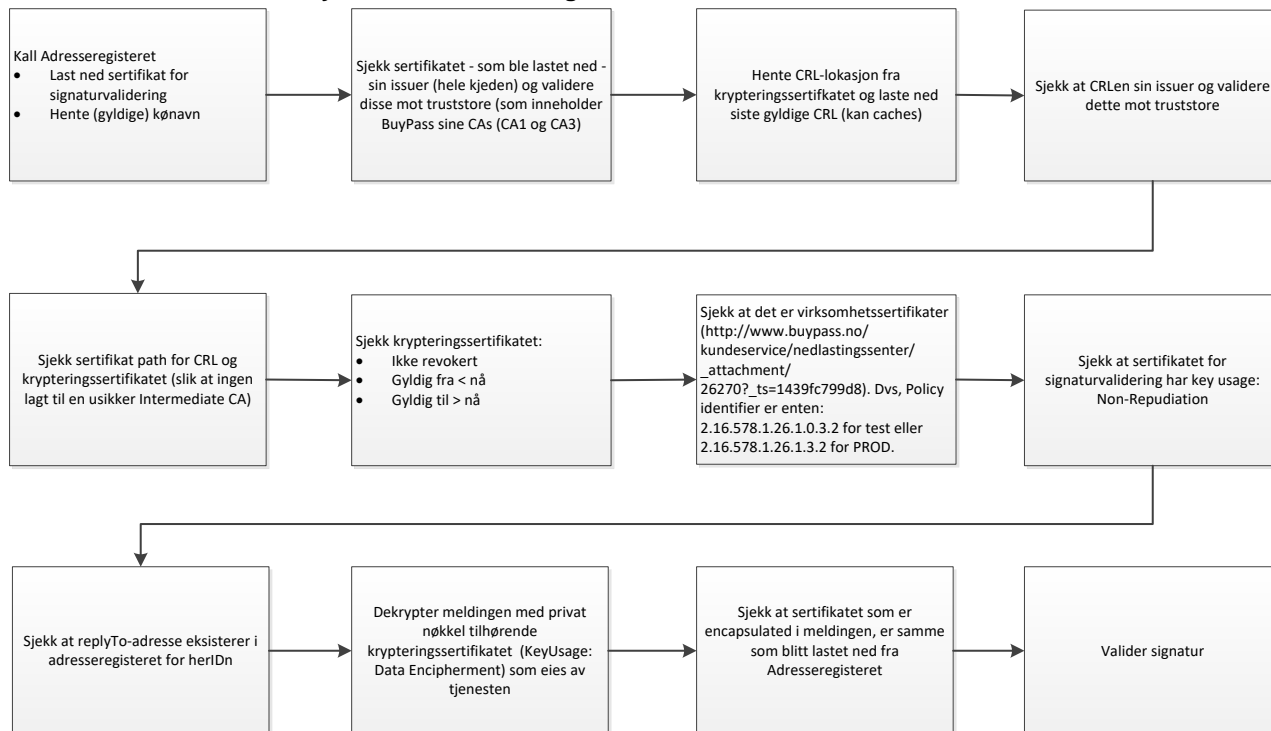 Kall Adresseregisteret
• Last ned sertifikat for
signaturvalidering
• Hente (gyldige) kønavn
Sjekk sertifikatet - som ble lastet ned -
sin issuer (hele kjeden) og validere
disse mot truststore (som inneholder
BuyPass sine CAs (CA1 og CA3)
Hente CRL-lokasjon fra
krypteringssertifkatet og laste ned
siste gyldige CRL (kan caches)
Sjekk at CRLen sin issuer og validere
dette mot truststore
Sjekk sertifikat path for CRL og
krypteringssertifikatet (slik at ingen
lagt til en usikker Intermediate CA)
Sjekk krypteringssertifikatet:
• Ikke revokert
• Gyldig fra < nå
• Gyldig til > nå
Sjekk at det er virksomhetssertifikater
(http://www.buypass.no/
kundeservice/nedlastingssenter/
_attachment/
26270?_ts=1439fc799d8). Dvs, Policy
identifier er enten:
2.16.578.1.26.1.0.3.2 for test eller
2.16.578.1.26.1.3.2 for PROD.
Sjekk at sertifikatet for
signaturvalidering har key usage:
Non-Repudiation
Sjekk at replyTo-adresse eksisterer i
adresseregisteret for herIDn
Dekrypter meldingen med privat
nøkkel tilhørende
krypteringssertifikatet (KeyUsage:
Data Encipherment) som eies av
tjenesten
Sjekk at sertifikatet som er
encapsulated i meldingen, er samme
som blitt lastet ned fra
Adresseregisteret
Valider signatur